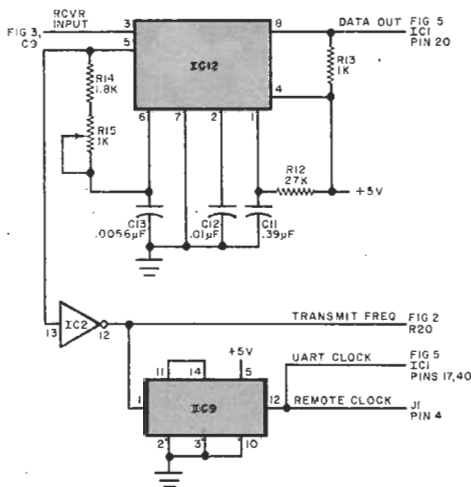 RCVR
INPUT
FIG 3,
C9
3
5
IC12
8
4
DATA OUT
FIG 5
IC1
PIN 20
R13
1K
R14
1.8K
R15
1K
6
7
2
1
R12
27K
+5V
C13
.0056µF
C12
.01µF
C11
.39µF
13
IC2
12
TRANSMIT FREQ
FIG 2
R20
+5V
UART CLOCK
FIG 5
IC1
PINS 17,40
11
14
5
1
IC9
12
REMOTE CLOCK
J1
PIN 4
2
3
10